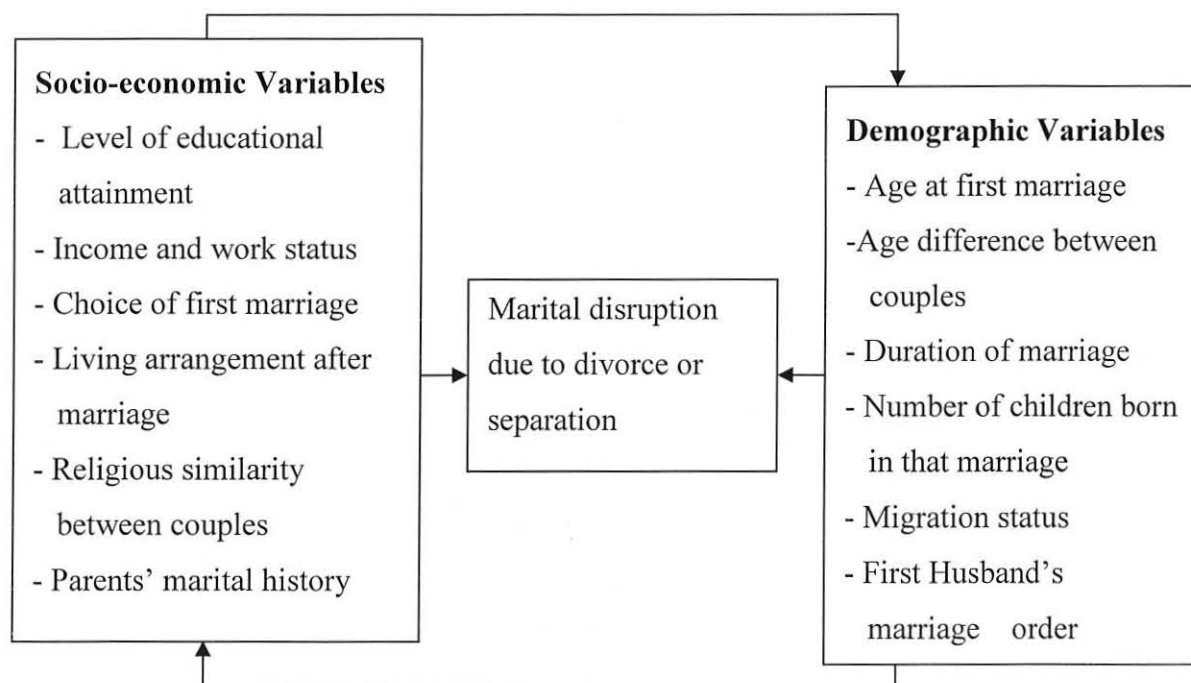 Socio-economic Variables
- Level of educational
attainment
- Income and work status
- Choice of first marriage
- Living arrangement after
marriage
- Religious similarity
between couples
- Parents’ marital history
Marital disruption
due to divorce or
separation
Demographic Variables
- Age at first marriage
-Age difference between
couples
- Duration of marriage
- Number of children born
in that marriage
- Migration status
- First Husband’s
marriage order